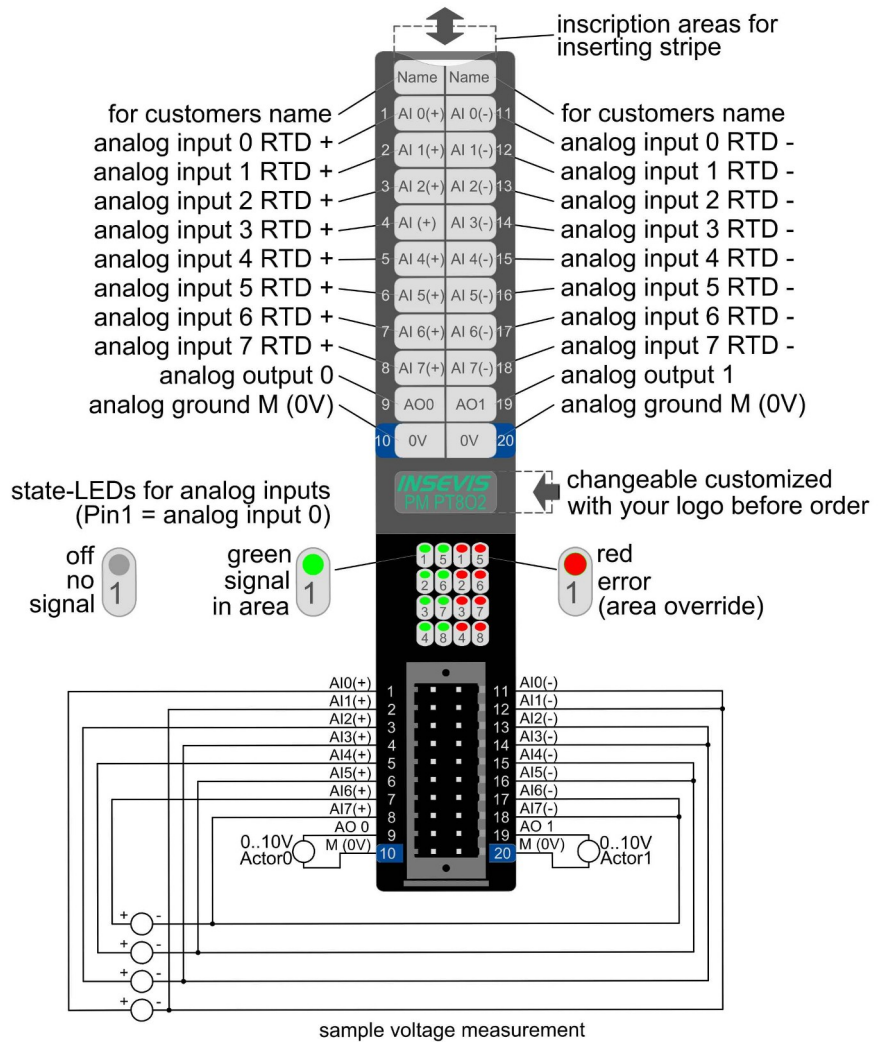 inscription areas for
inserting stripe
Name Name
for customers name for customers name
1 AI 0(+) AI 0(-) 11
analog input 0 RTD + analog input 0 RTD -
2 AI 1(+) AI 1(-) 12
analog input 1 RTD + analog input 1 RTD -
3 AI 2(+) AI 2(-) 13
analog input 2 RTD + analog input 2 RTD -
4 AI (+) AI 3(-) 14
analog input 3 RTD + analog input 3 RTD -
5 AI 4(+) AI 4(-) 15
analog input 4 RTD + analog input 4 RTD -
6 AI 5(+) AI 5(-) 16
analog input 5 RTD + analog input 5 RTD -
7 AI 6(+) AI 6(-) 17
analog input 6 RTD + analog input 6 RTD -
8 AI 7(+) AI 7(-) 18
analog input 7 RTD + analog input 7 RTD -
analog output 0 analog output 1
9 AO0 AO1 19
analog ground M (0V) analog ground M (0V)
10 0V 0V 20
INSEVIS
PM PT8O2
changeable customized
with your logo before order
state-LEDs for analog inputs
(Pin1 = analog input 0)
off
no
signal
1
green
signal
in area
1
1 5 1 5
2 6 2 6
3 7 3 7
4 8 4 8
1
red
error
(area override)
AI0(+) 1 11 AI0(-)
AI1(+) 2 12 AI1(-)
AI2(+) 3 13 AI2(-)
AI3(+) 4 14 AI3(-)
AI4(+) 5 15 AI4(-)
AI5(+) 6 16 AI5(-)
AI6(+) 7 17 AI6(-)
AI7(+) 8 18 AI7(-)
AO 0 9 19 AO 1
M (0V) 10 20 M (0V)
0..10V
Actor0
0..10V
Actor1
+ -
+ -
+ -
+ -
sample voltage measurement